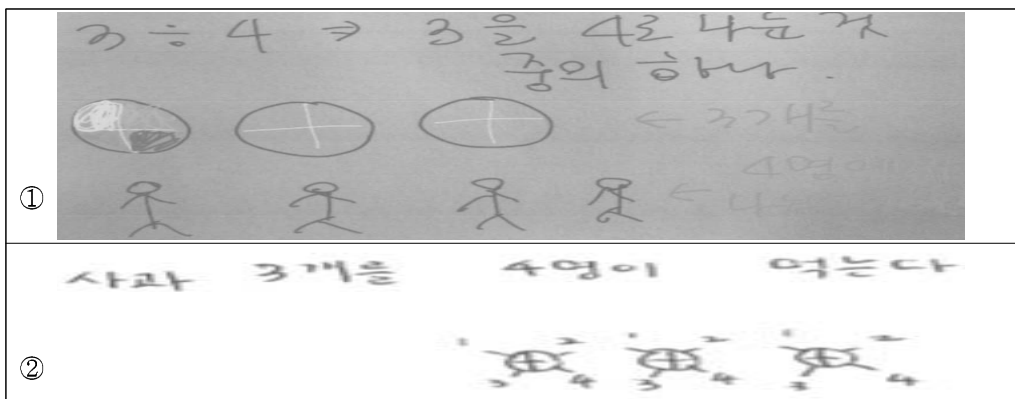 3 ÷ 4 ⇒ 3을 4로 나눈 것
중의 하나.
← 3개를
4명에게
←
①
사과 3개를 4명이 먹는다
1 2 1 2 1 2
②
3 4 3 4 3 4